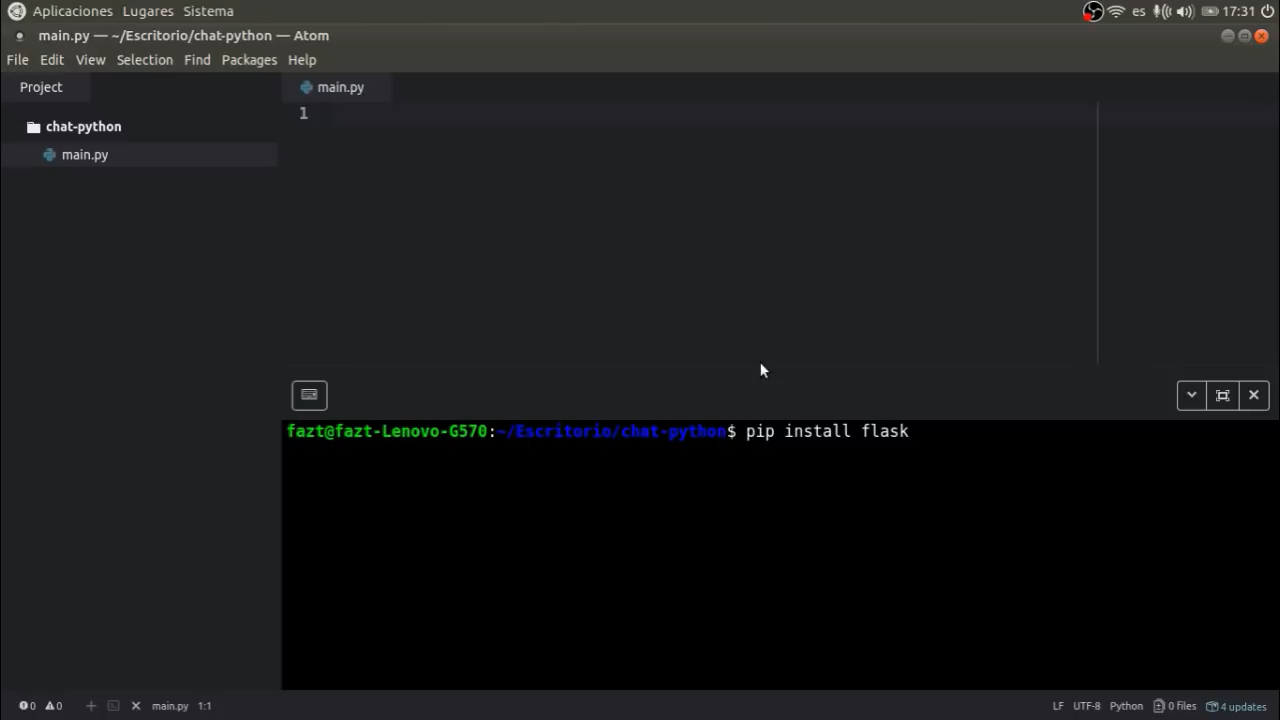 Aplicaciones Lugares Sistema es 17:31
main.py — ~/Escritorio/chat-python — Atom
File Edit View Selection Find Packages Help
Project main.py
1
chat-python
main.py
fazt@fazt-Lenovo-G570:~/Escritorio/chat-python$ pip install flask
0 0 main.py 1:1 LF UTF-8 Python 0 files 4 updates